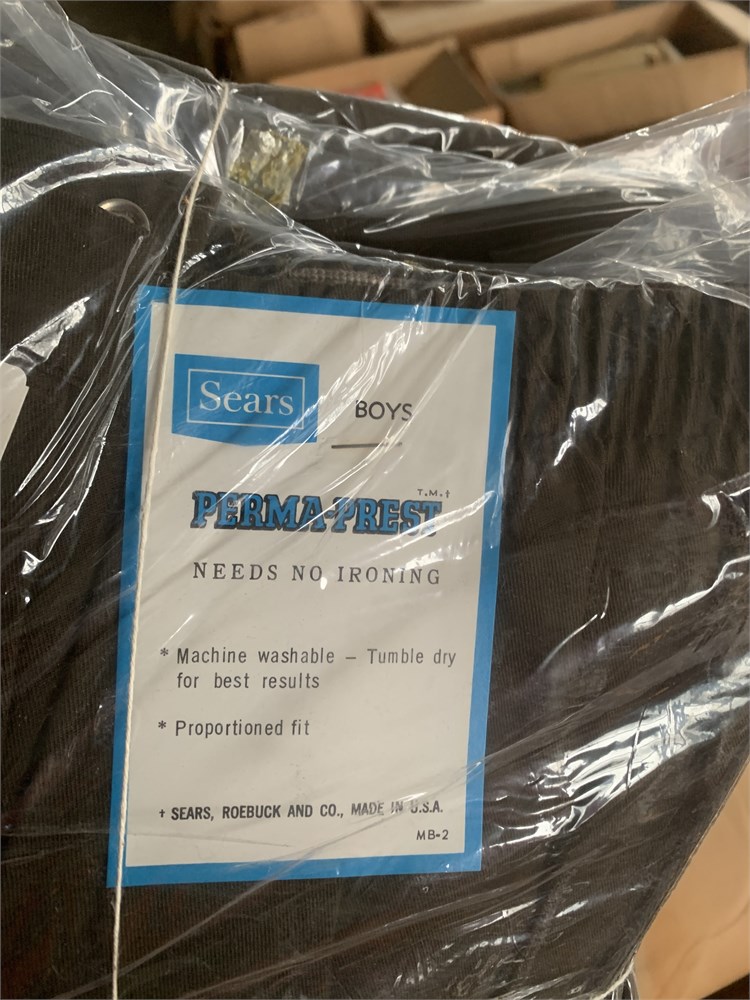 Sears
BOYS
T.M.†
PERMA-PREST
NEEDS NO IRONING
* Machine washable – Tumble dry
for best results
* Proportioned fit
† SEARS, ROEBUCK AND CO., MADE IN U.S.A.
MB-2